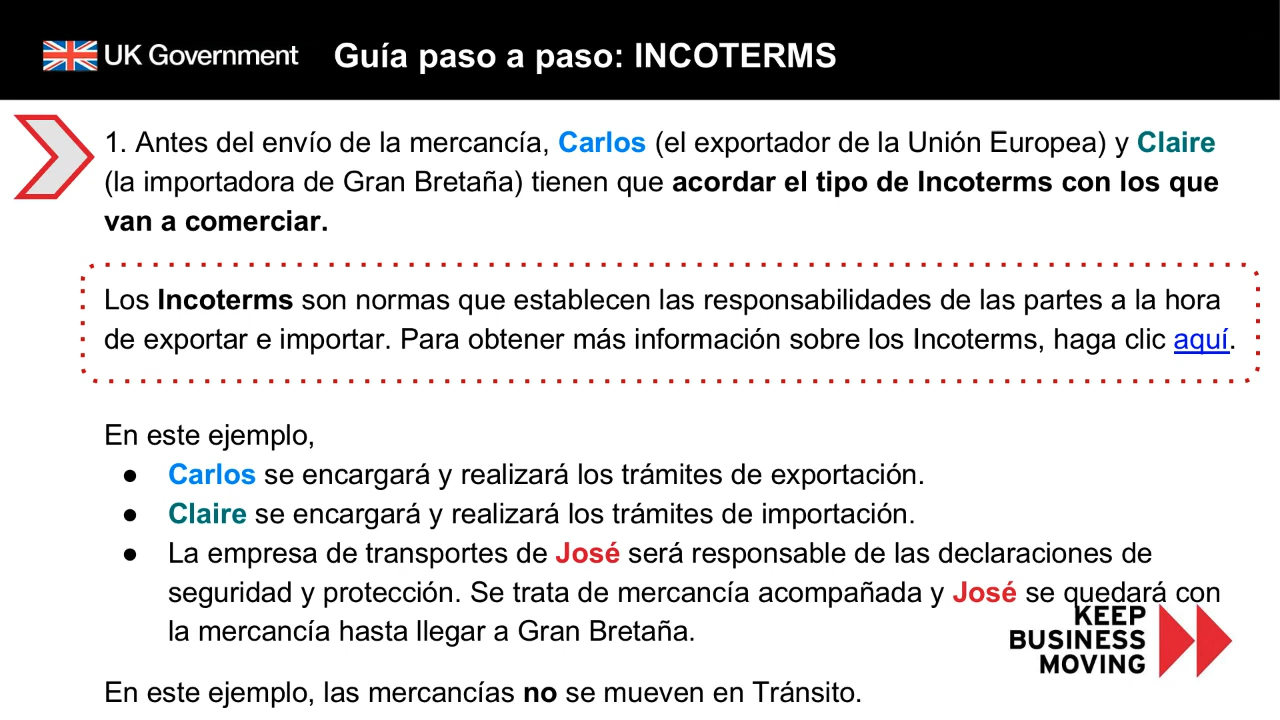 UK Government
Guía paso a paso: INCOTERMS
1. Antes del envío de la mercancía, Carlos (el exportador de la Unión Europea) y Claire
(la importadora de Gran Bretaña) tienen que acordar el tipo de Incoterms con los que
van a comerciar.
Los Incoterms son normas que establecen las responsabilidades de las partes a la hora
de exportar e importar. Para obtener más información sobre los Incoterms, haga clic aquí.
En este ejemplo,
● Carlos se encargará y realizará los trámites de exportación.
● Claire se encargará y realizará los trámites de importación.
● La empresa de transportes de José será responsable de las declaraciones de
seguridad y protección. Se trata de mercancía acompañada y José se quedará con
la mercancía hasta llegar a Gran Bretaña.
KEEP
BUSINESS
MOVING
En este ejemplo, las mercancías no se mueven en Tránsito.